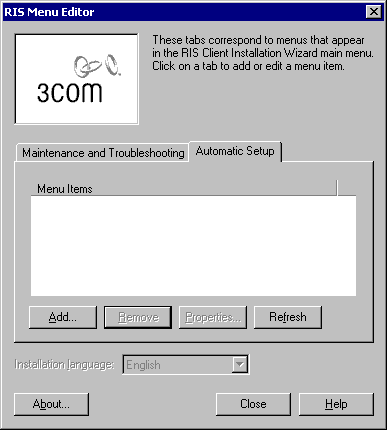 RIS Menu Editor
These tabs correspond to menus that appear
in the RIS Client Installation Wizard main menu.
Click on a tab to add or edit a menu item.
3COM
Maintenance and Troubleshooting
Automatic Setup
Menu Items
Add...
Remove
Properties...
Refresh
Installation language:
English
About...
Close
Help